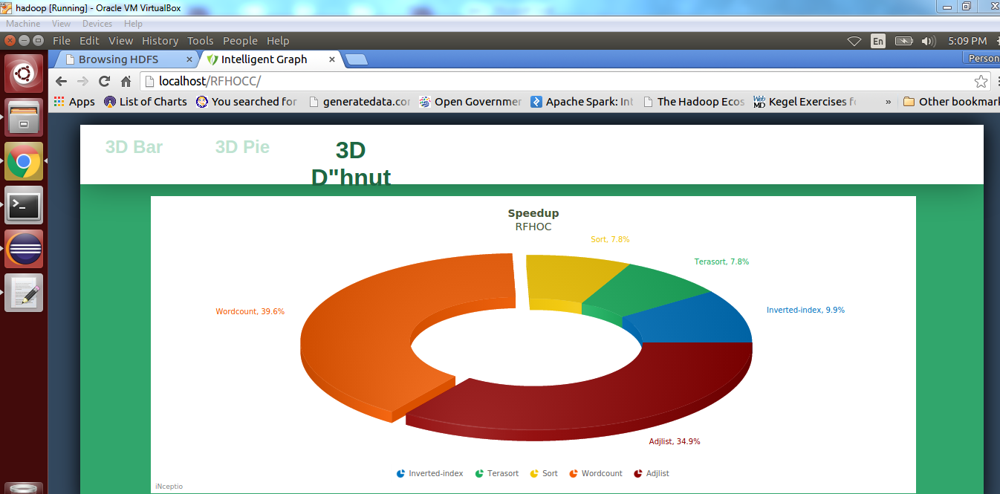 hadoop [Running] - Oracle VM VirtualBox
Machine View Devices Help
File Edit View History Tools People Help
En
5:09 PM
Browsing HDFS
Intelligent Graph
Person
localhost/RFHOCC/
Apps
List of Charts
You searched for
generatedata.co
Open Governmen
Apache Spark: Int
The Hadoop Ecos
Web MD
Kegel Exercises fo
»
Other bookmark
3D Bar
3D Pie
3D
D"hnut
Speedup
RFHOC
Sort, 7.8%
Terasort, 7.8%
Wordcount, 39.6%
Inverted-index, 9.9%
Adjlist, 34.9%
Inverted-index Terasort Sort Wordcount Adjlist
iNceptio